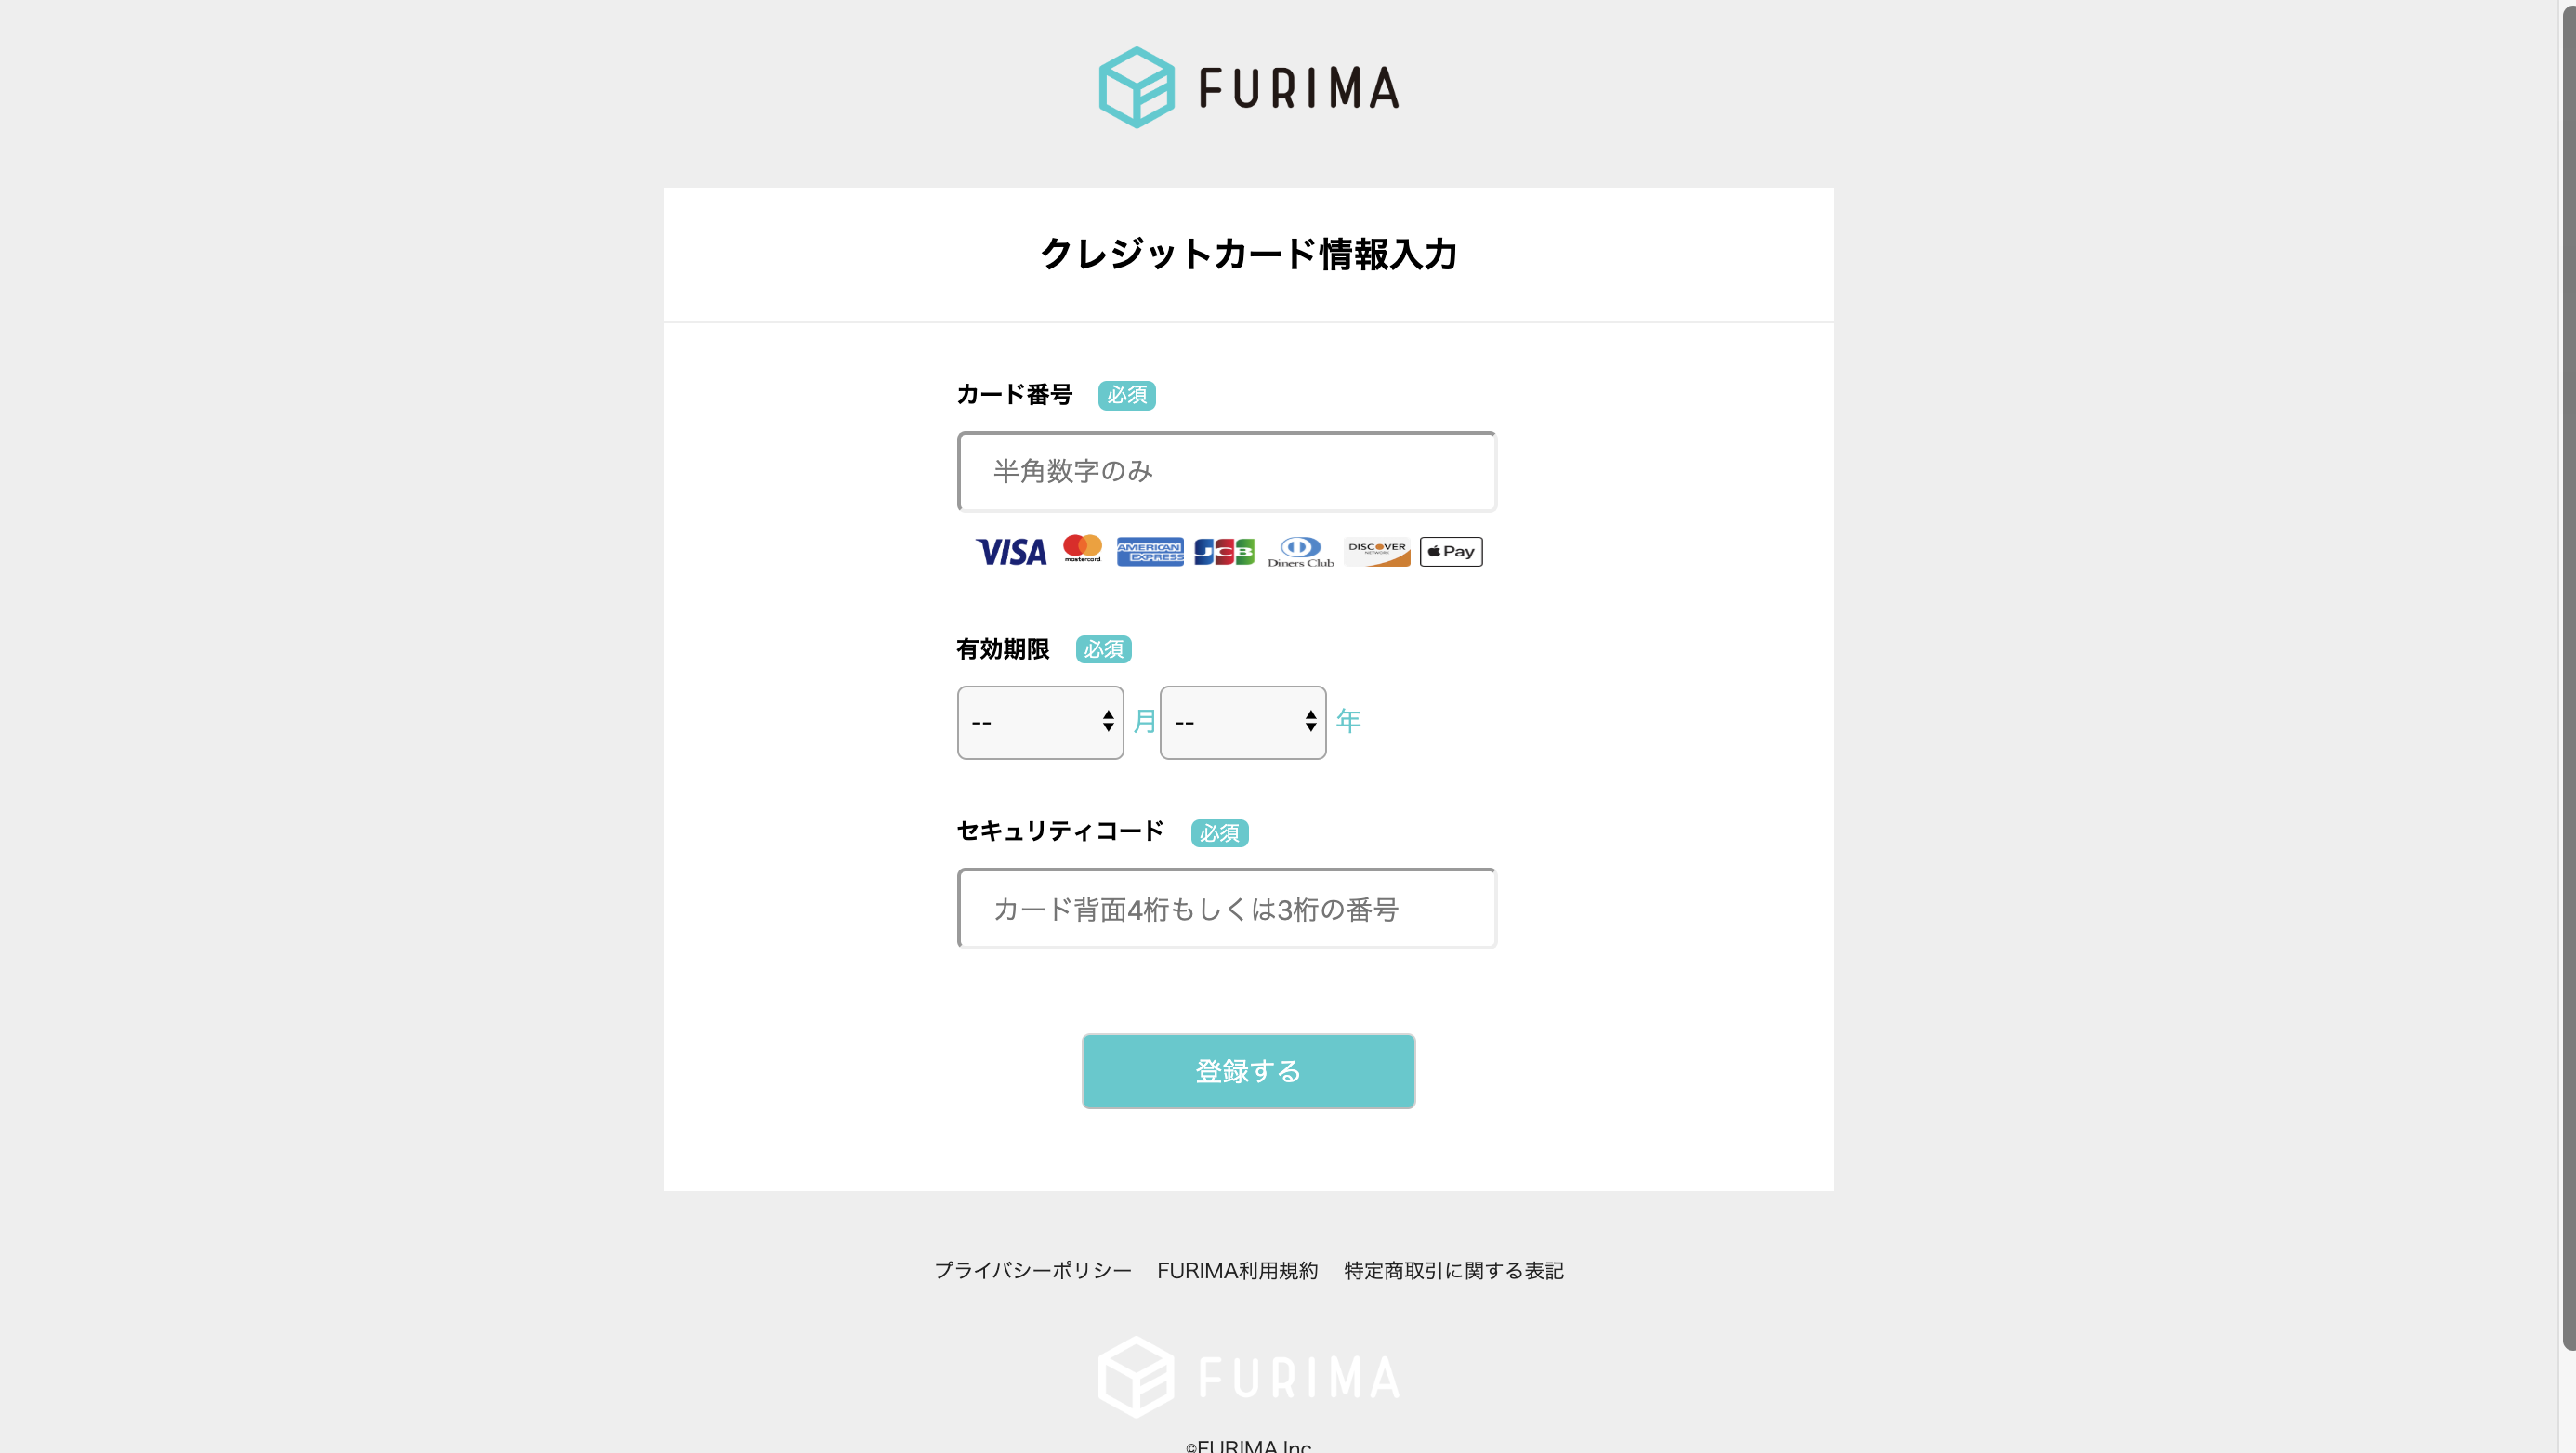 FURIMA
クレジットカード情報入力
カード番号 必須
半角数字のみ
VISA mastercard AMERICAN EXPRESS JCB Diners Club DISCOVER NETWORK Pay
有効期限 必須
-- 月 -- 年
セキュリティコード 必須
カード背面4桁もしくは3桁の番号
登録する
プライバシーポリシー FURIMA利用規約 特定商取引に関する表記
FURIMA
©FURIMA,Inc.